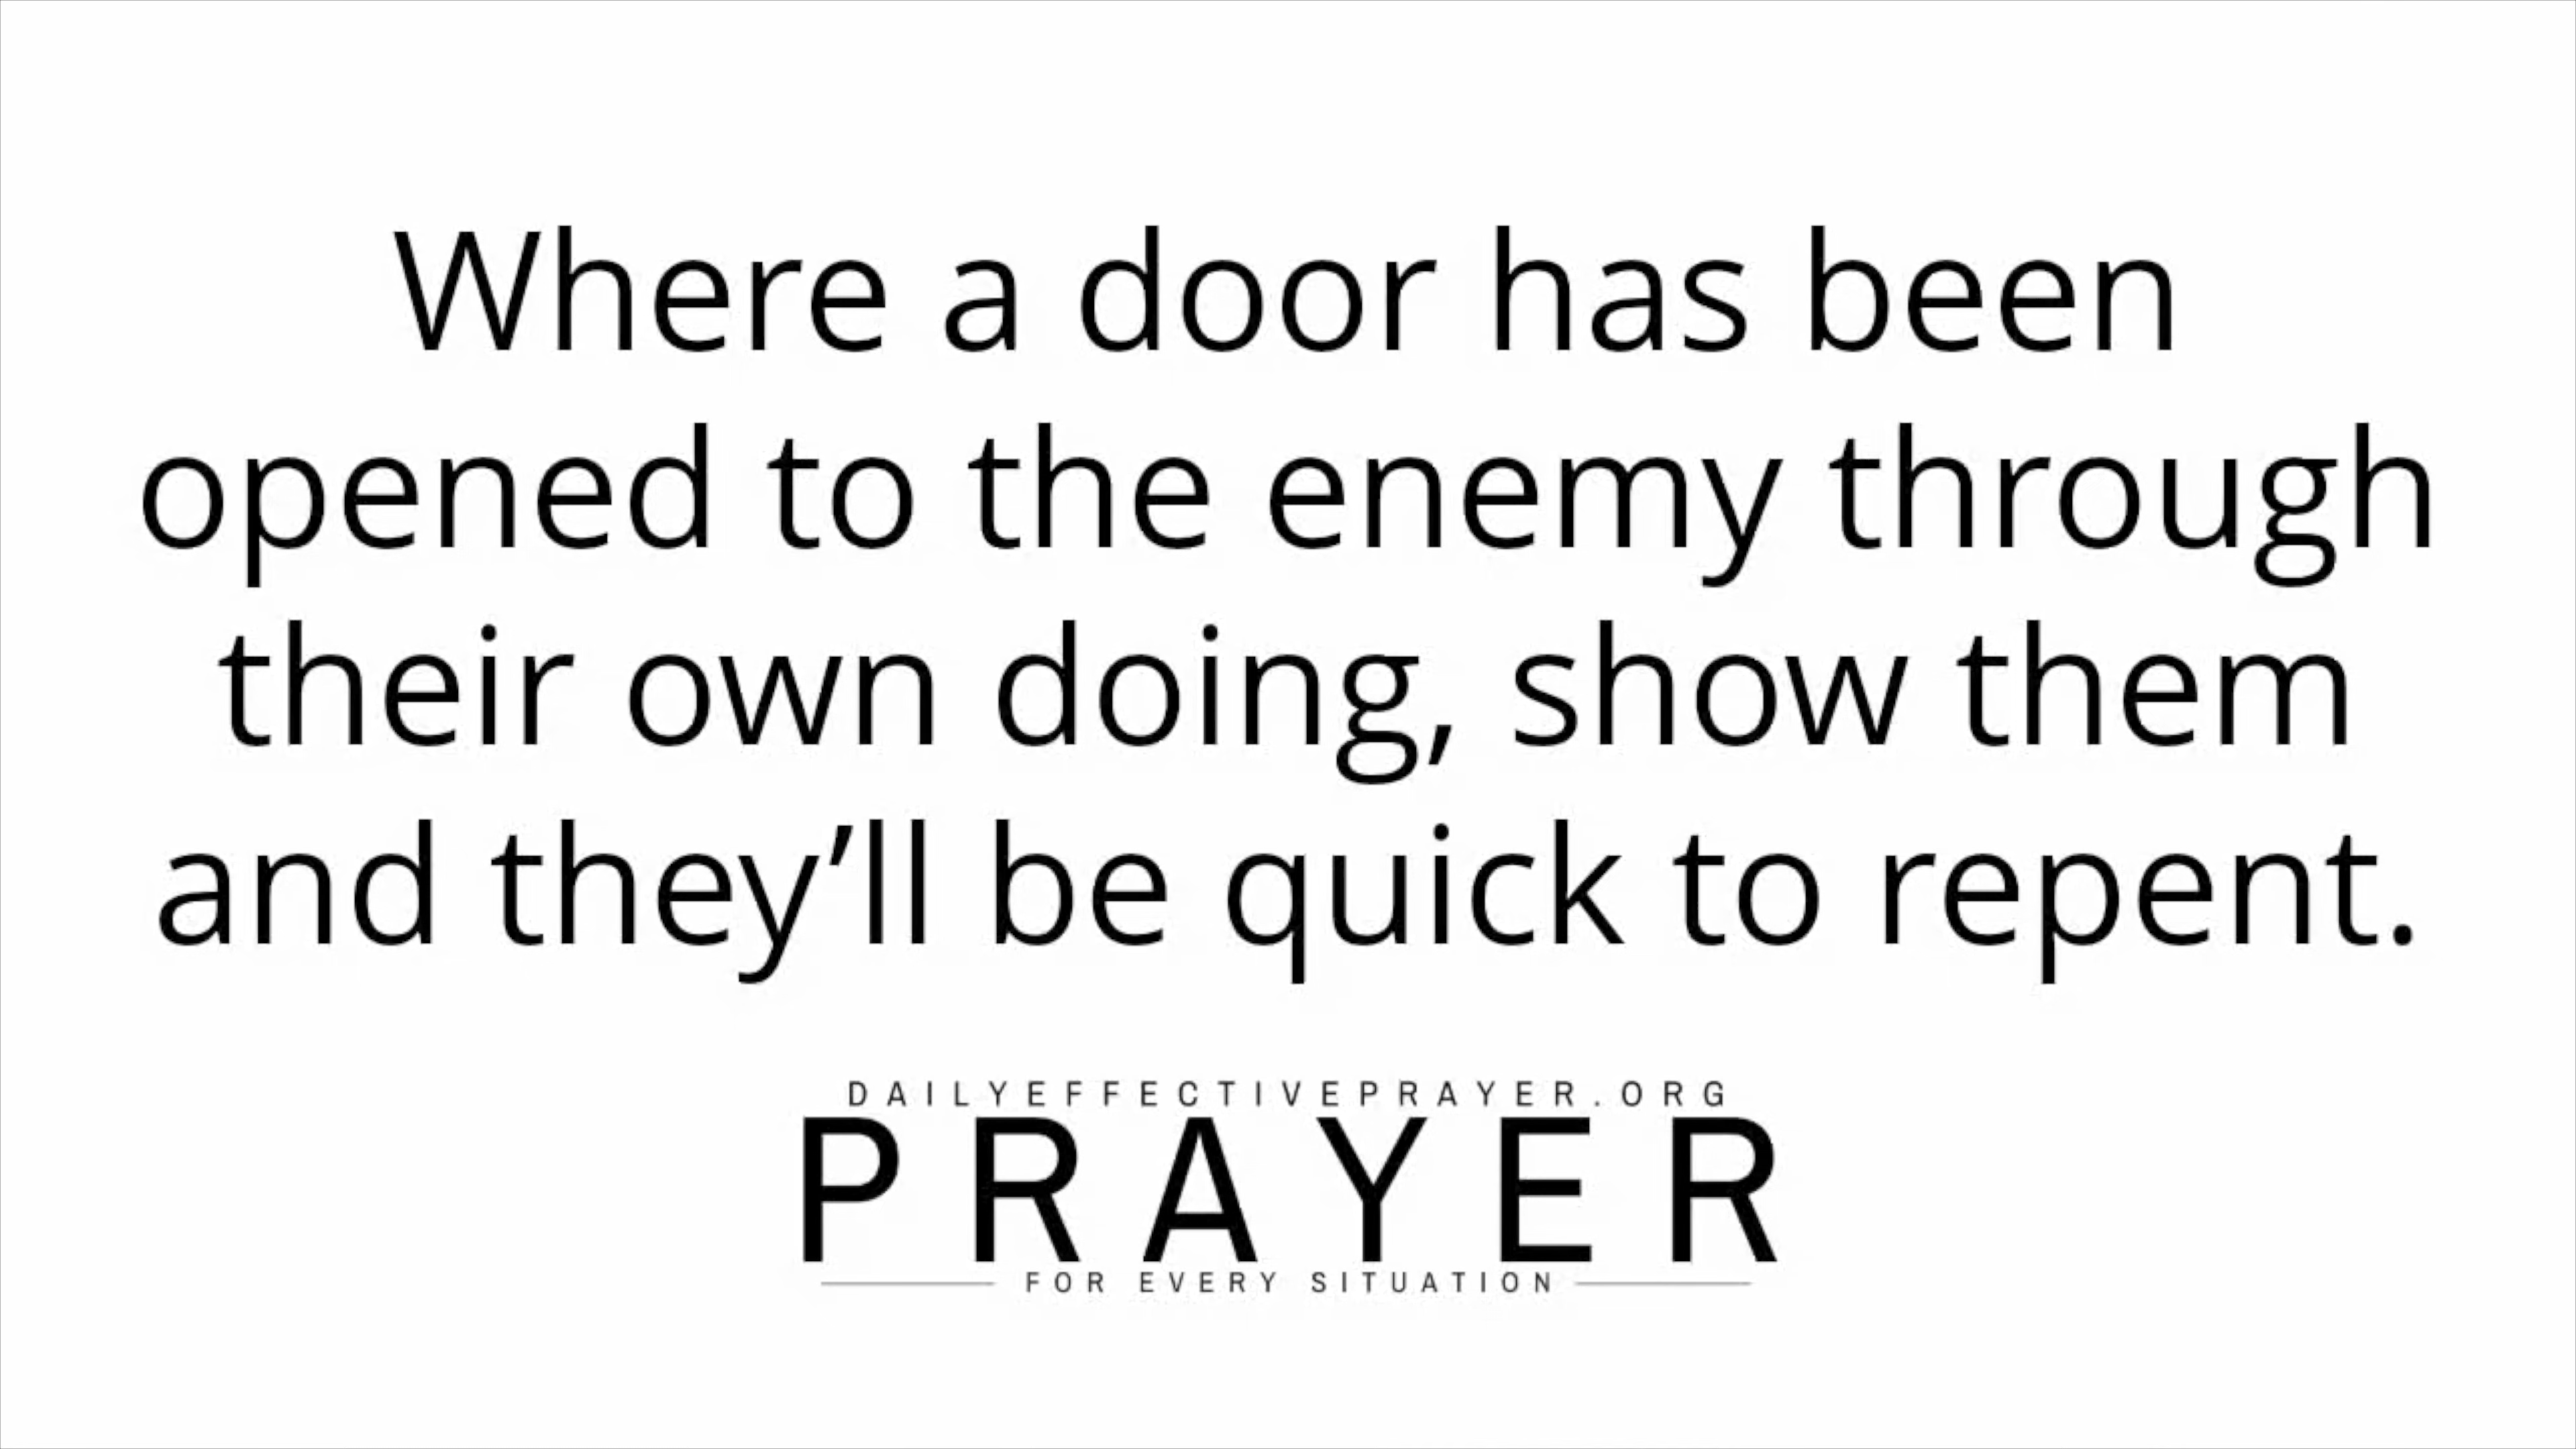 Where a door has been
opened to the enemy through
their own doing, show them
and they’ll be quick to repent.
DAILYEFFECTIVEPRAYER.ORG
PRAYER
FOR EVERY SITUATION